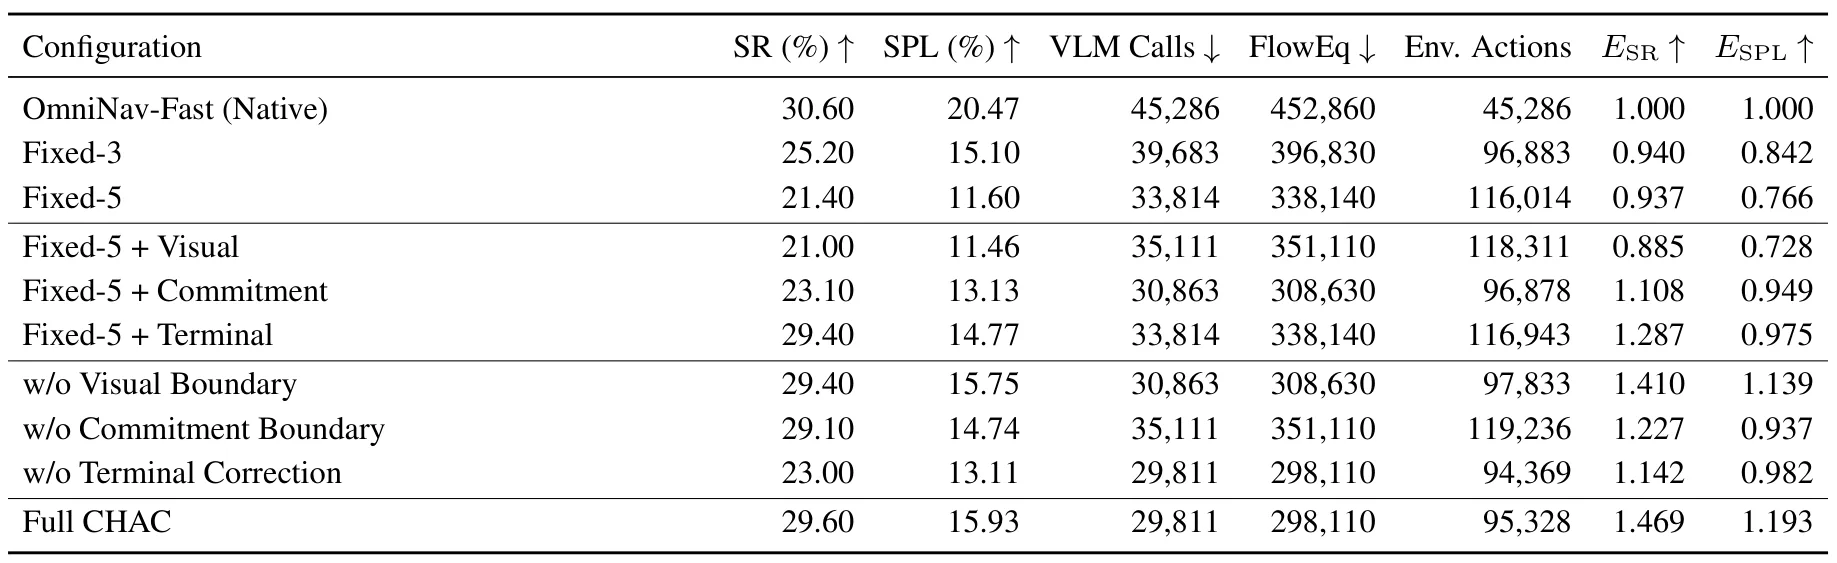 Configuration SR (%) ↑ SPL (%) ↑ VLM Calls ↓ FlowEq ↓ Env. Actions E_SR ↑ E_SPL ↑
OmniNav-Fast (Native) 30.60 20.47 45,286 452,860 45,286 1.000 1.000
Fixed-3 25.20 15.10 39,683 396,830 96,883 0.940 0.842
Fixed-5 21.40 11.60 33,814 338,140 116,014 0.937 0.766
Fixed-5 + Visual 21.00 11.46 35,111 351,110 118,311 0.885 0.728
Fixed-5 + Commitment 23.10 13.13 30,863 308,630 96,878 1.108 0.949
Fixed-5 + Terminal 29.40 14.77 33,814 338,140 116,943 1.287 0.975
w/o Visual Boundary 29.40 15.75 30,863 308,630 97,833 1.410 1.139
w/o Commitment Boundary 29.10 14.74 35,111 351,110 119,236 1.227 0.937
w/o Terminal Correction 23.00 13.11 29,811 298,110 94,369 1.142 0.982
Full CHAC 29.60 15.93 29,811 298,110 95,328 1.469 1.193